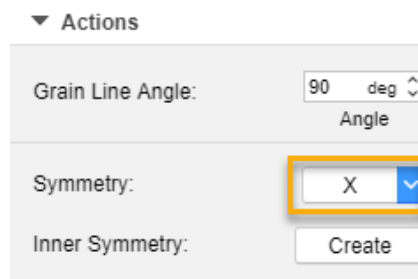 Actions
Grain Line Angle: 90 deg
Angle
Symmetry: X
Inner Symmetry: Create